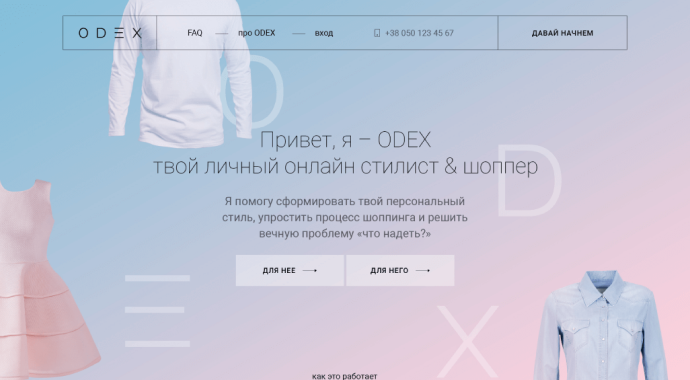 ODEX
FAQ — про ODEX — вход
+38 050 123 45 67
ДАВАЙ НАЧНЕМ
O
D
Привет, я – ODEX
твой личный онлайн стилист & шоппер
Я помогу сформировать твой персональный
стиль, упростить процесс шоппинга и решить
вечную проблему «что надеть?»
ДЛЯ НЕЕ
ДЛЯ НЕГО
E
X
как это работает